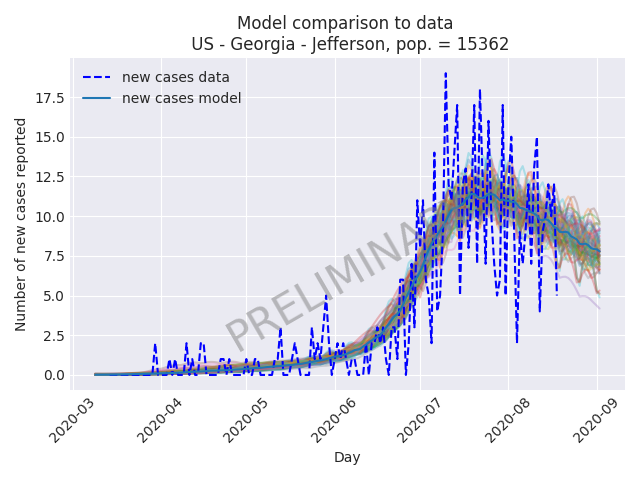 Model comparison to data
US - Georgia - Jefferson, pop. = 15362
new cases data
new cases model
Number of new cases reported
17.5
15.0
12.5
10.0
7.5
5.0
2.5
0.0
2020-03
2020-04
2020-05
2020-06
2020-07
2020-08
2020-09
Day